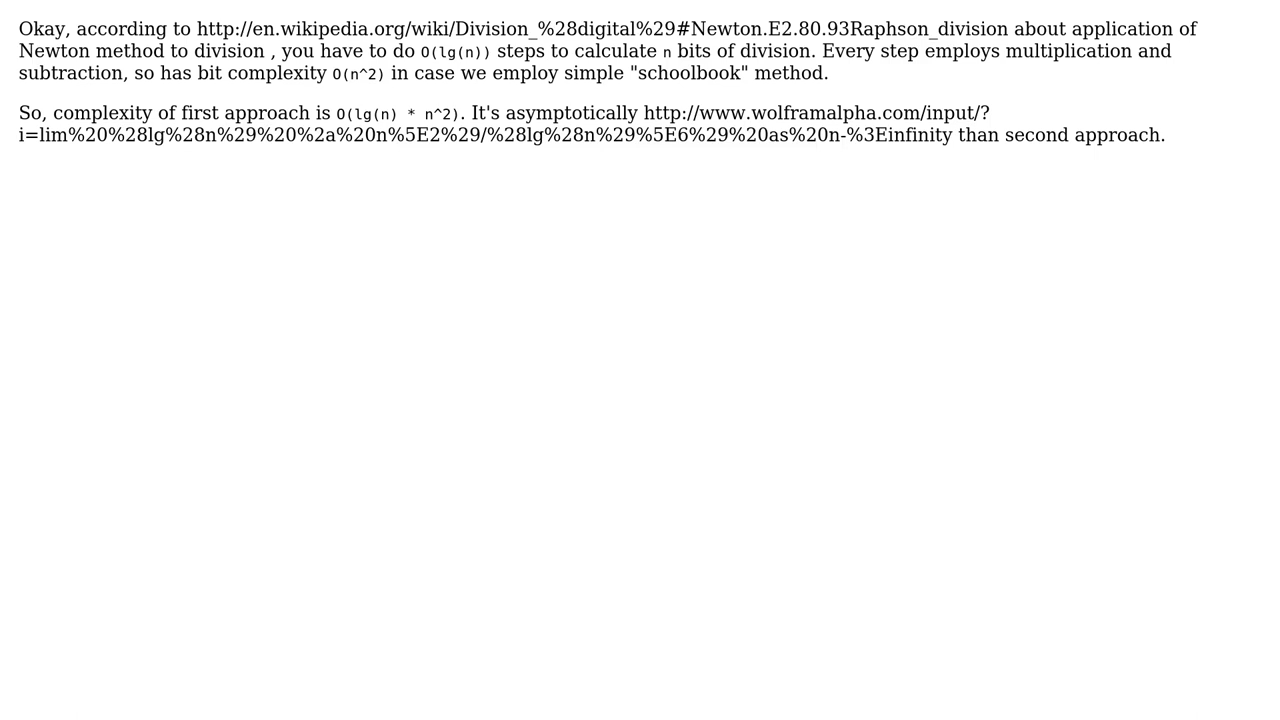 Okay, according to http://en.wikipedia.org/wiki/Division_%28digital%29#Newton.E2.80.93Raphson_division about application of
Newton method to division , you have to do O(lg(n)) steps to calculate n bits of division. Every step employs multiplication and
subtraction, so has bit complexity O(n^2) in case we employ simple "schoolbook" method.
So, complexity of first approach is O(lg(n) * n^2). It's asymptotically http://www.wolframalpha.com/input/?
i=lim%20%28lg%28n%29%20%2a%20n%5E2%29/%28lg%28n%29%5E6%29%20as%20n-%3Einfinity than second approach.